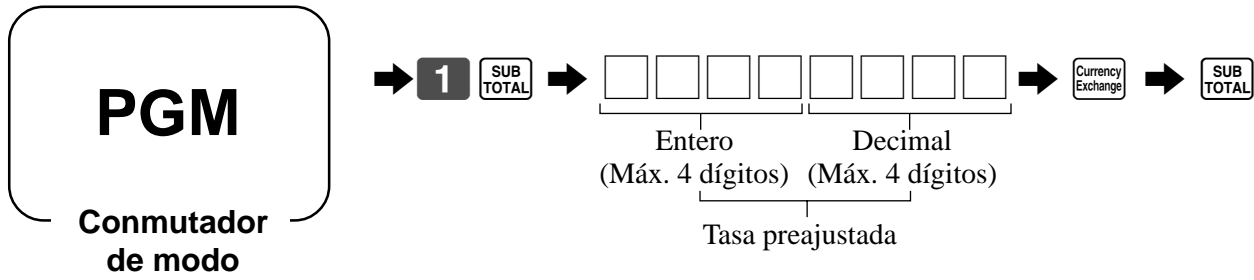 PGM
Conmutador
de modo
1
SUB
TOTAL
Currency
Exchange
SUB
TOTAL
Entero
(Máx. 4 dígitos)
Decimal
(Máx. 4 dígitos)
Tasa preajustada